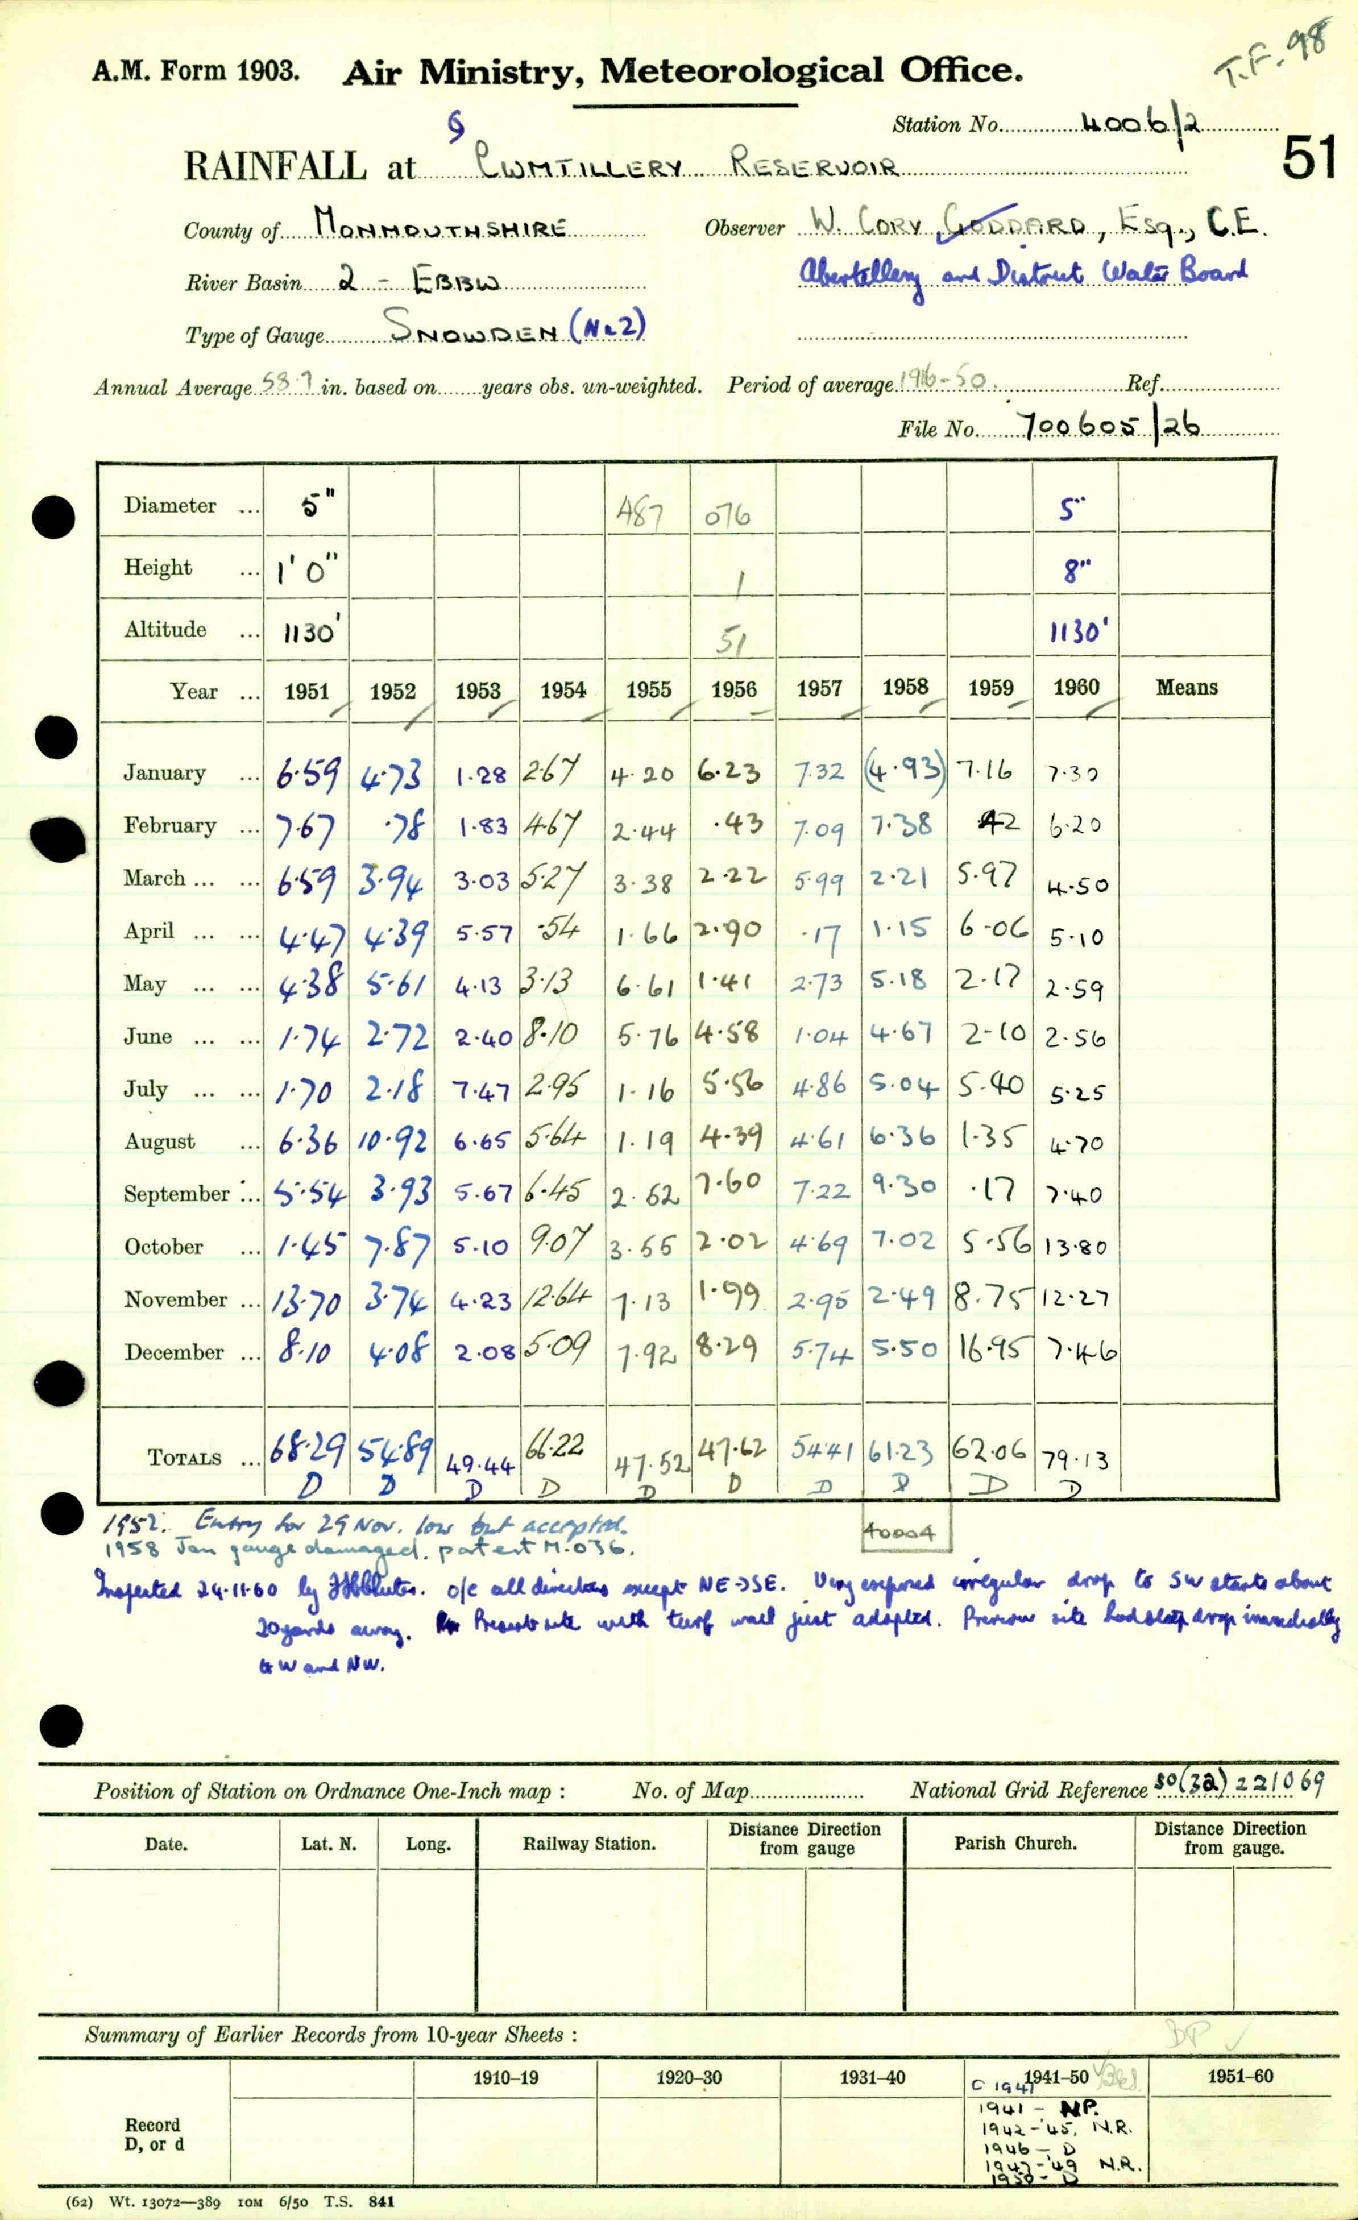 T.F. 98
A.M. Form 1903. Air Ministry, Meteorological Office.
Station No. 4006/2
51
RAINFALL at CWMTILLERY RESERVOIR
County of MONMOUTHSHIRE Observer W. CORY GODDARD, ESQ., C.E.
River Basin 2 - EBBW Abertillery and District Water Board
Type of Gauge SNOWDEN (No 2)
Annual Average 58.7 in. based on ...... years obs. un-weighted. Period of average 1916-50 Ref.
File No. 700605/26
Diameter ... 5" 487 076 5"
Height ... 1' 0" 1 8"
Altitude ... 1130' 51 1130'
Year ... 1951 1952 1953 1954 1955 1956 1957 1958 1959 1960 Means
January ... 6.59 4.73 1.28 2.67 4.20 6.23 7.32 (4.93) 7.16 7.30
February ... 7.67 .78 1.83 4.67 2.44 .43 7.09 7.38 .42 6.20
March ... ... 6.59 3.94 3.03 5.27 3.38 2.22 5.99 2.21 5.97 4.50
April ... ... 4.47 4.39 5.57 .54 1.66 2.90 .17 1.15 6.06 5.10
May ... ... 4.38 5.61 4.13 3.13 6.61 1.41 2.73 5.18 2.17 2.59
June ... ... 1.74 2.72 2.40 8.10 5.76 4.58 1.04 4.67 2.10 2.56
July ... ... 1.70 2.18 7.47 2.95 1.16 5.56 4.86 5.04 5.40 5.25
August ... 6.36 10.92 6.65 5.64 1.19 4.39 4.61 6.36 1.35 4.70
September ... 5.54 3.93 5.67 6.45 2.52 7.60 7.22 9.30 .17 7.40
October ... 1.45 7.87 5.10 9.07 3.55 2.02 4.69 7.02 5.56 13.80
November ... 13.70 3.74 4.23 12.64 7.13 1.99 2.95 2.49 8.75 12.27
December ... 8.10 4.08 2.08 5.09 7.92 8.29 5.74 5.50 16.95 7.46
TOTALS ... 68.29 54.89 49.44 66.22 47.52 47.62 54.41 61.23 62.06 79.13
D D D D D D D D D D
1952. Entry for 29 Nov. low but accepted.
40004
1958 Jan gauge damaged. part est M.036.
Inspected 24.11.60 by o/e all directions except NE->SE. Very exposed irregular drop to SW starts about
20 yards away. Present site with turf wall just adopted. Previous site had steep drop immediately
to W and NW.
Position of Station on Ordnance One-Inch map : No. of Map National Grid Reference SO(32) 221069
Date. Lat. N. Long. Railway Station. Distance from Direction gauge Parish Church. Distance from Direction gauge.
Summary of Earlier Records from 10-year Sheets :
BP ✓
1910–19 1920–30 1931–40 1941–50 1951–60
Record
D, or d
C 1947
1941 - N.P.
1942-'45. N.R.
1946 - D
1947-'49 N.R.
1950- D
(62) Wt. 13072—389 10M 6/50 T.S. 841